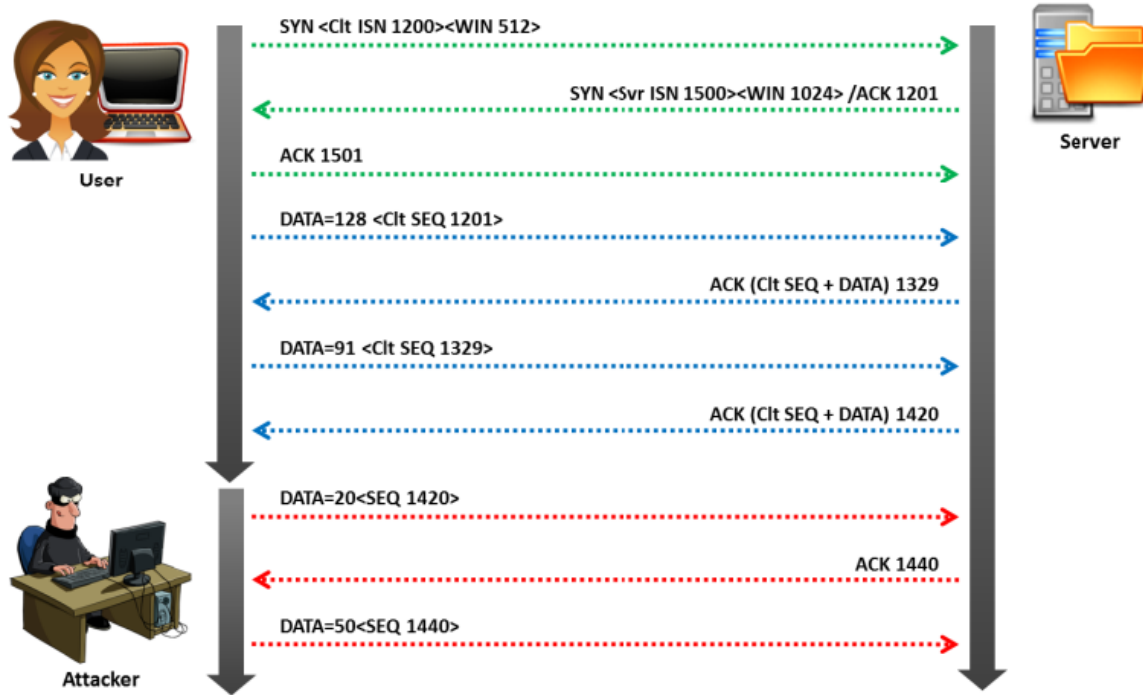 SYN <Clt ISN 1200><WIN 512>
SYN <Svr ISN 1500><WIN 1024> /ACK 1201
Server
ACK 1501
User
DATA=128 <Clt SEQ 1201>
ACK (Clt SEQ + DATA) 1329
DATA=91 <Clt SEQ 1329>
ACK (Clt SEQ + DATA) 1420
DATA=20<SEQ 1420>
ACK 1440
DATA=50<SEQ 1440>
Attacker